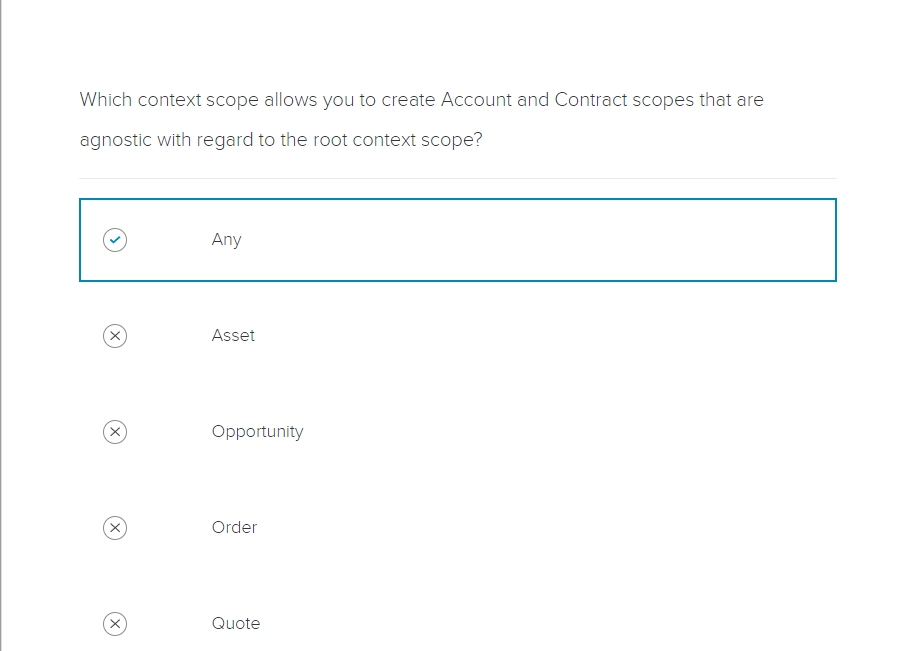 Which context scope allows you to create Account and Contract scopes that are
agnostic with regard to the root context scope?
Any
Asset
Opportunity
Order
Quote